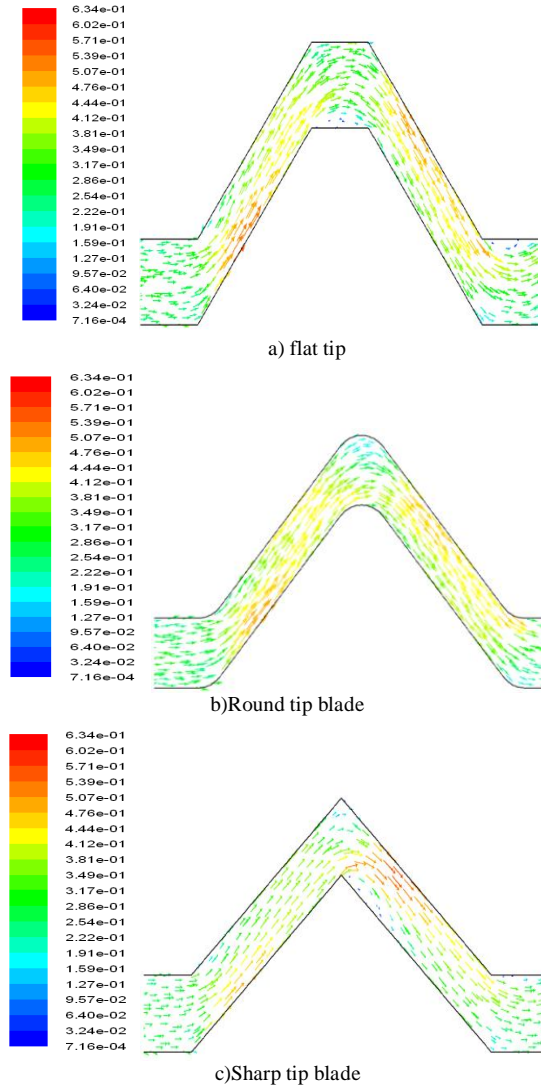 6.34e-01
6.02e-01
5.71e-01
5.39e-01
5.07e-01
4.76e-01
4.44e-01
4.12e-01
3.81e-01
3.49e-01
3.17e-01
2.86e-01
2.54e-01
2.22e-01
1.91e-01
1.59e-01
1.27e-01
9.57e-02
6.40e-02
3.24e-02
7.16e-04
a) flat tip
6.34e-01
6.02e-01
5.71e-01
5.39e-01
5.07e-01
4.76e-01
4.44e-01
4.12e-01
3.81e-01
3.49e-01
3.17e-01
2.86e-01
2.54e-01
2.22e-01
1.91e-01
1.59e-01
1.27e-01
9.57e-02
6.40e-02
3.24e-02
7.16e-04
b)Round tip blade
6.34e-01
6.02e-01
5.71e-01
5.39e-01
5.07e-01
4.76e-01
4.44e-01
4.12e-01
3.81e-01
3.49e-01
3.17e-01
2.86e-01
2.54e-01
2.22e-01
1.91e-01
1.59e-01
1.27e-01
9.57e-02
6.40e-02
3.24e-02
7.16e-04
c)Sharp tip blade